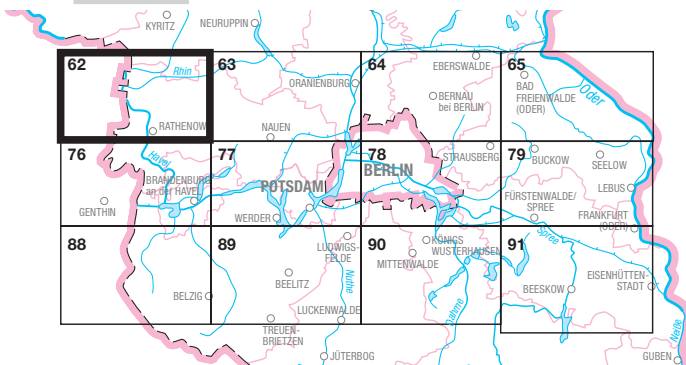 KYRITZ
NEURUPPIN
62
63
64
65
Rhin
ORANIENBURG
EBERSWALDE
BERNAU
bei BERLIN
BAD
FREIENWALDE
(ODER)
Oder
RATHENOW
NAUEN
76
77
78
79
Havel
BRANDENBURG
an der HAVEL
POTSDAM
BERLIN
STRAUSBERG
BUCKOW
SEELOW
LEBUS
GENTHIN
WERDER
FÜRSTENWALDE/
SPREE
FRANKFURT
(ODER)
88
89
90
91
LUDWIGS-
FELDE
KÖNIGS
WUSTERHAUSEN
MITTENWALDE
Spree
BELZIG
BEELITZ
Nuthe
LUCKENWALDE
Dahme
BEESKOW
EISENHÜTTEN-
STADT
TREUEN-
BRIETZEN
JÜTERBOG
Neiße
GUBEN